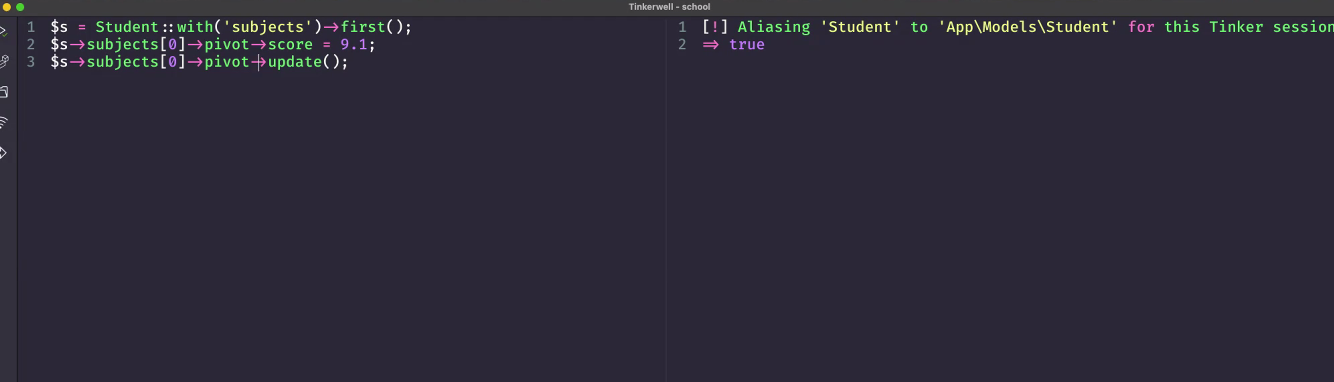 Tinkerwell - school
1 $s = Student::with('subjects')->first();
2 $s->subjects[0]->pivot->score = 9.1;
3 $s->subjects[0]->pivot->update();
1 [!] Aliasing 'Student' to 'App\Models\Student' for this Tinker session
2 => true